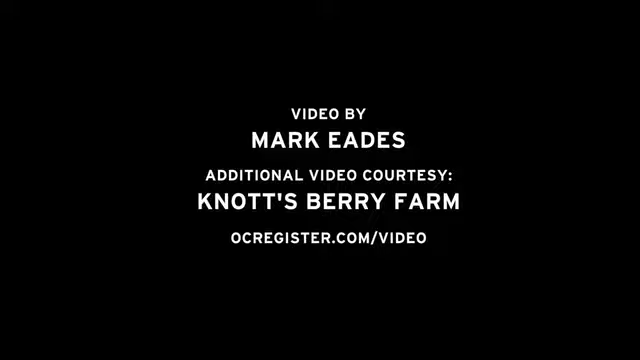 VIDEO BY
MARK EADES
ADDITIONAL VIDEO COURTESY:
KNOTT'S BERRY FARM
OCREGISTER.COM/VIDEO